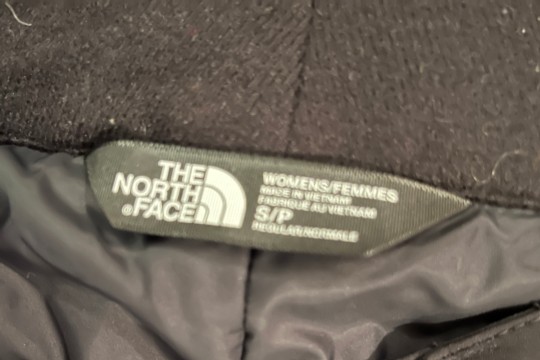 THE
NORTH
FACE
WOMENS/FEMMES
MADE IN VIETNAM
FABRIQUÉ AU VIETNAM
S/P
REGULAR/NORMALE